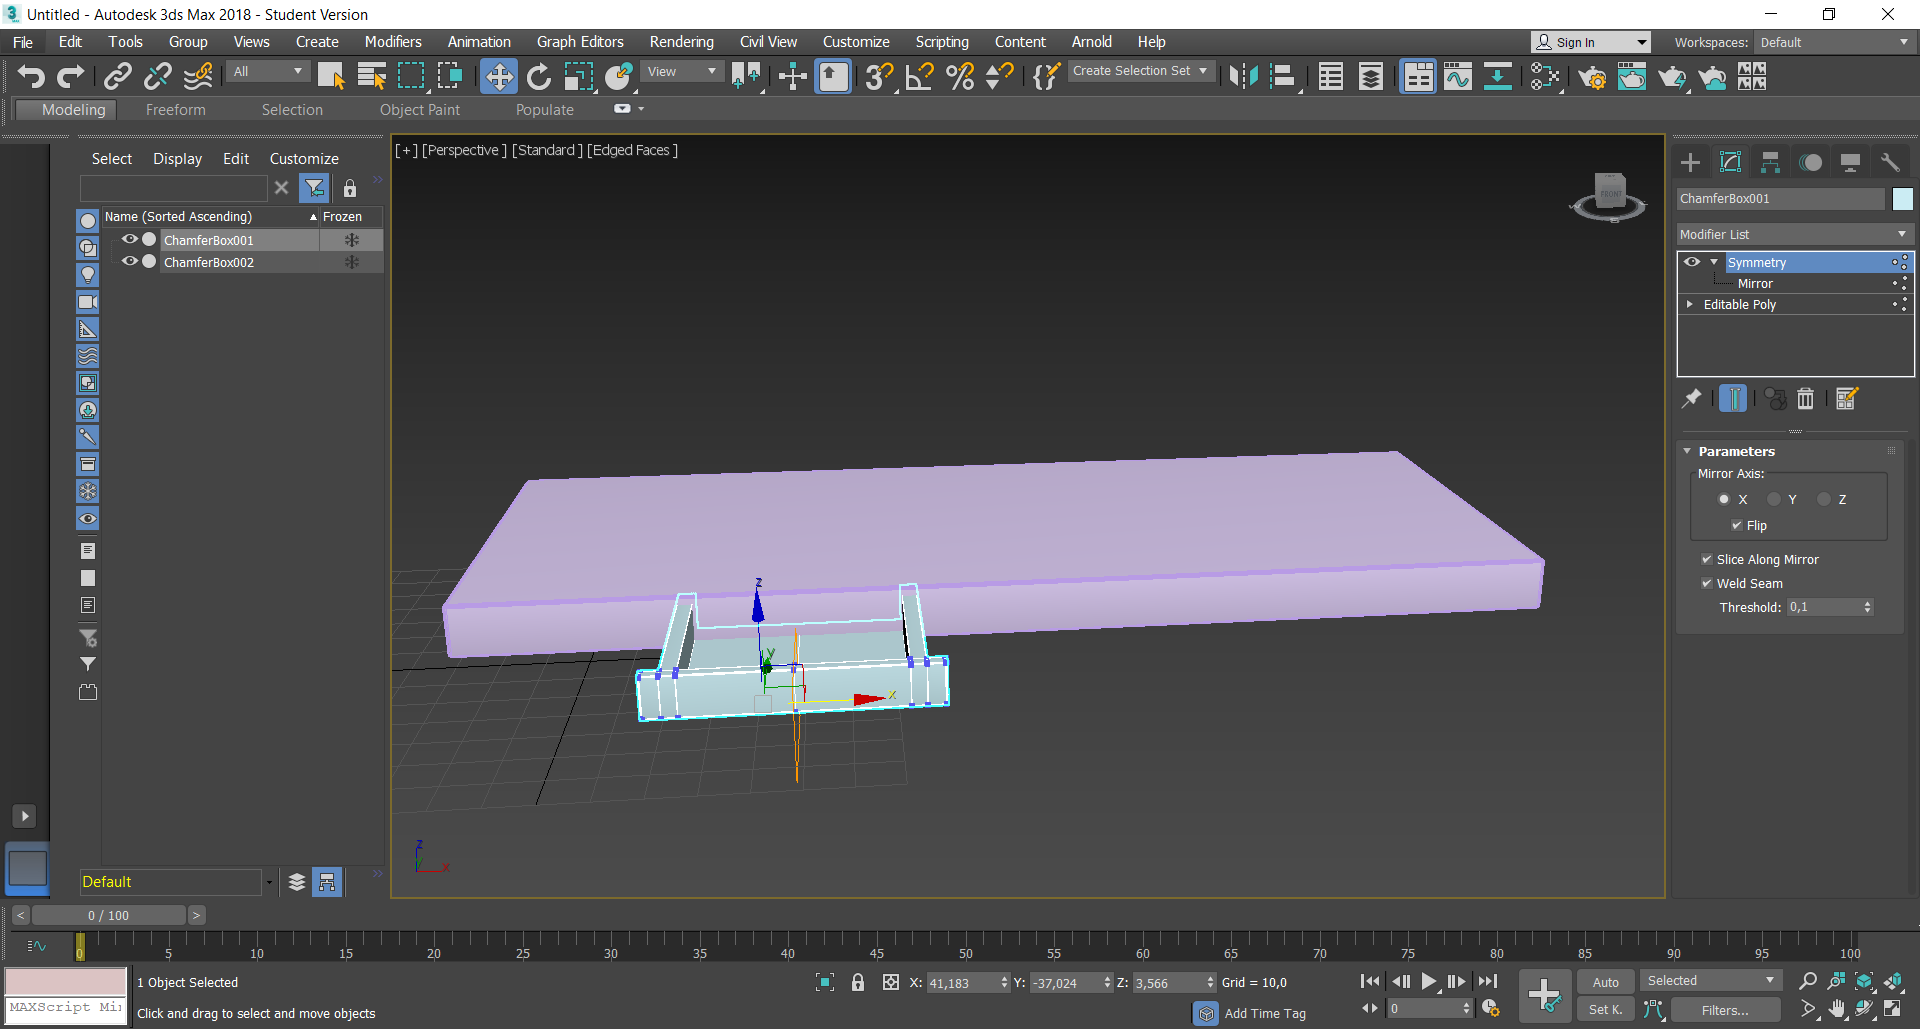 Untitled - Autodesk 3ds Max 2018 - Student Version
File Edit Tools Group Views Create Modifiers Animation Graph Editors Rendering Civil View Customize Scripting Content Arnold Help Sign In Workspaces: Default
All View Create Selection Set
Modeling Freeform Selection Object Paint Populate
Select Display Edit Customize
[+] [Perspective ] [Standard ] [Edged Faces ]
Name (Sorted Ascending) Frozen
ChamferBox001
ChamferBox002
FRONT
ChamferBox001
Modifier List
Symmetry
Mirror
Editable Poly
Parameters
Mirror Axis:
X Y Z
Flip
Slice Along Mirror
Weld Seam
Threshold: 0,1
z
y
x
z
x
Default
< 0 / 100 >
0 5 10 15 20 25 30 35 40 45 50 55 60 65 70 75 80 85 90 95 100
1 Object Selected X: 41,183 Y: -37,024 Z: 3,566 Grid = 10,0 Auto Selected
MAXScript Mi
Click and drag to select and move objects Add Time Tag 0 Set K. Filters...